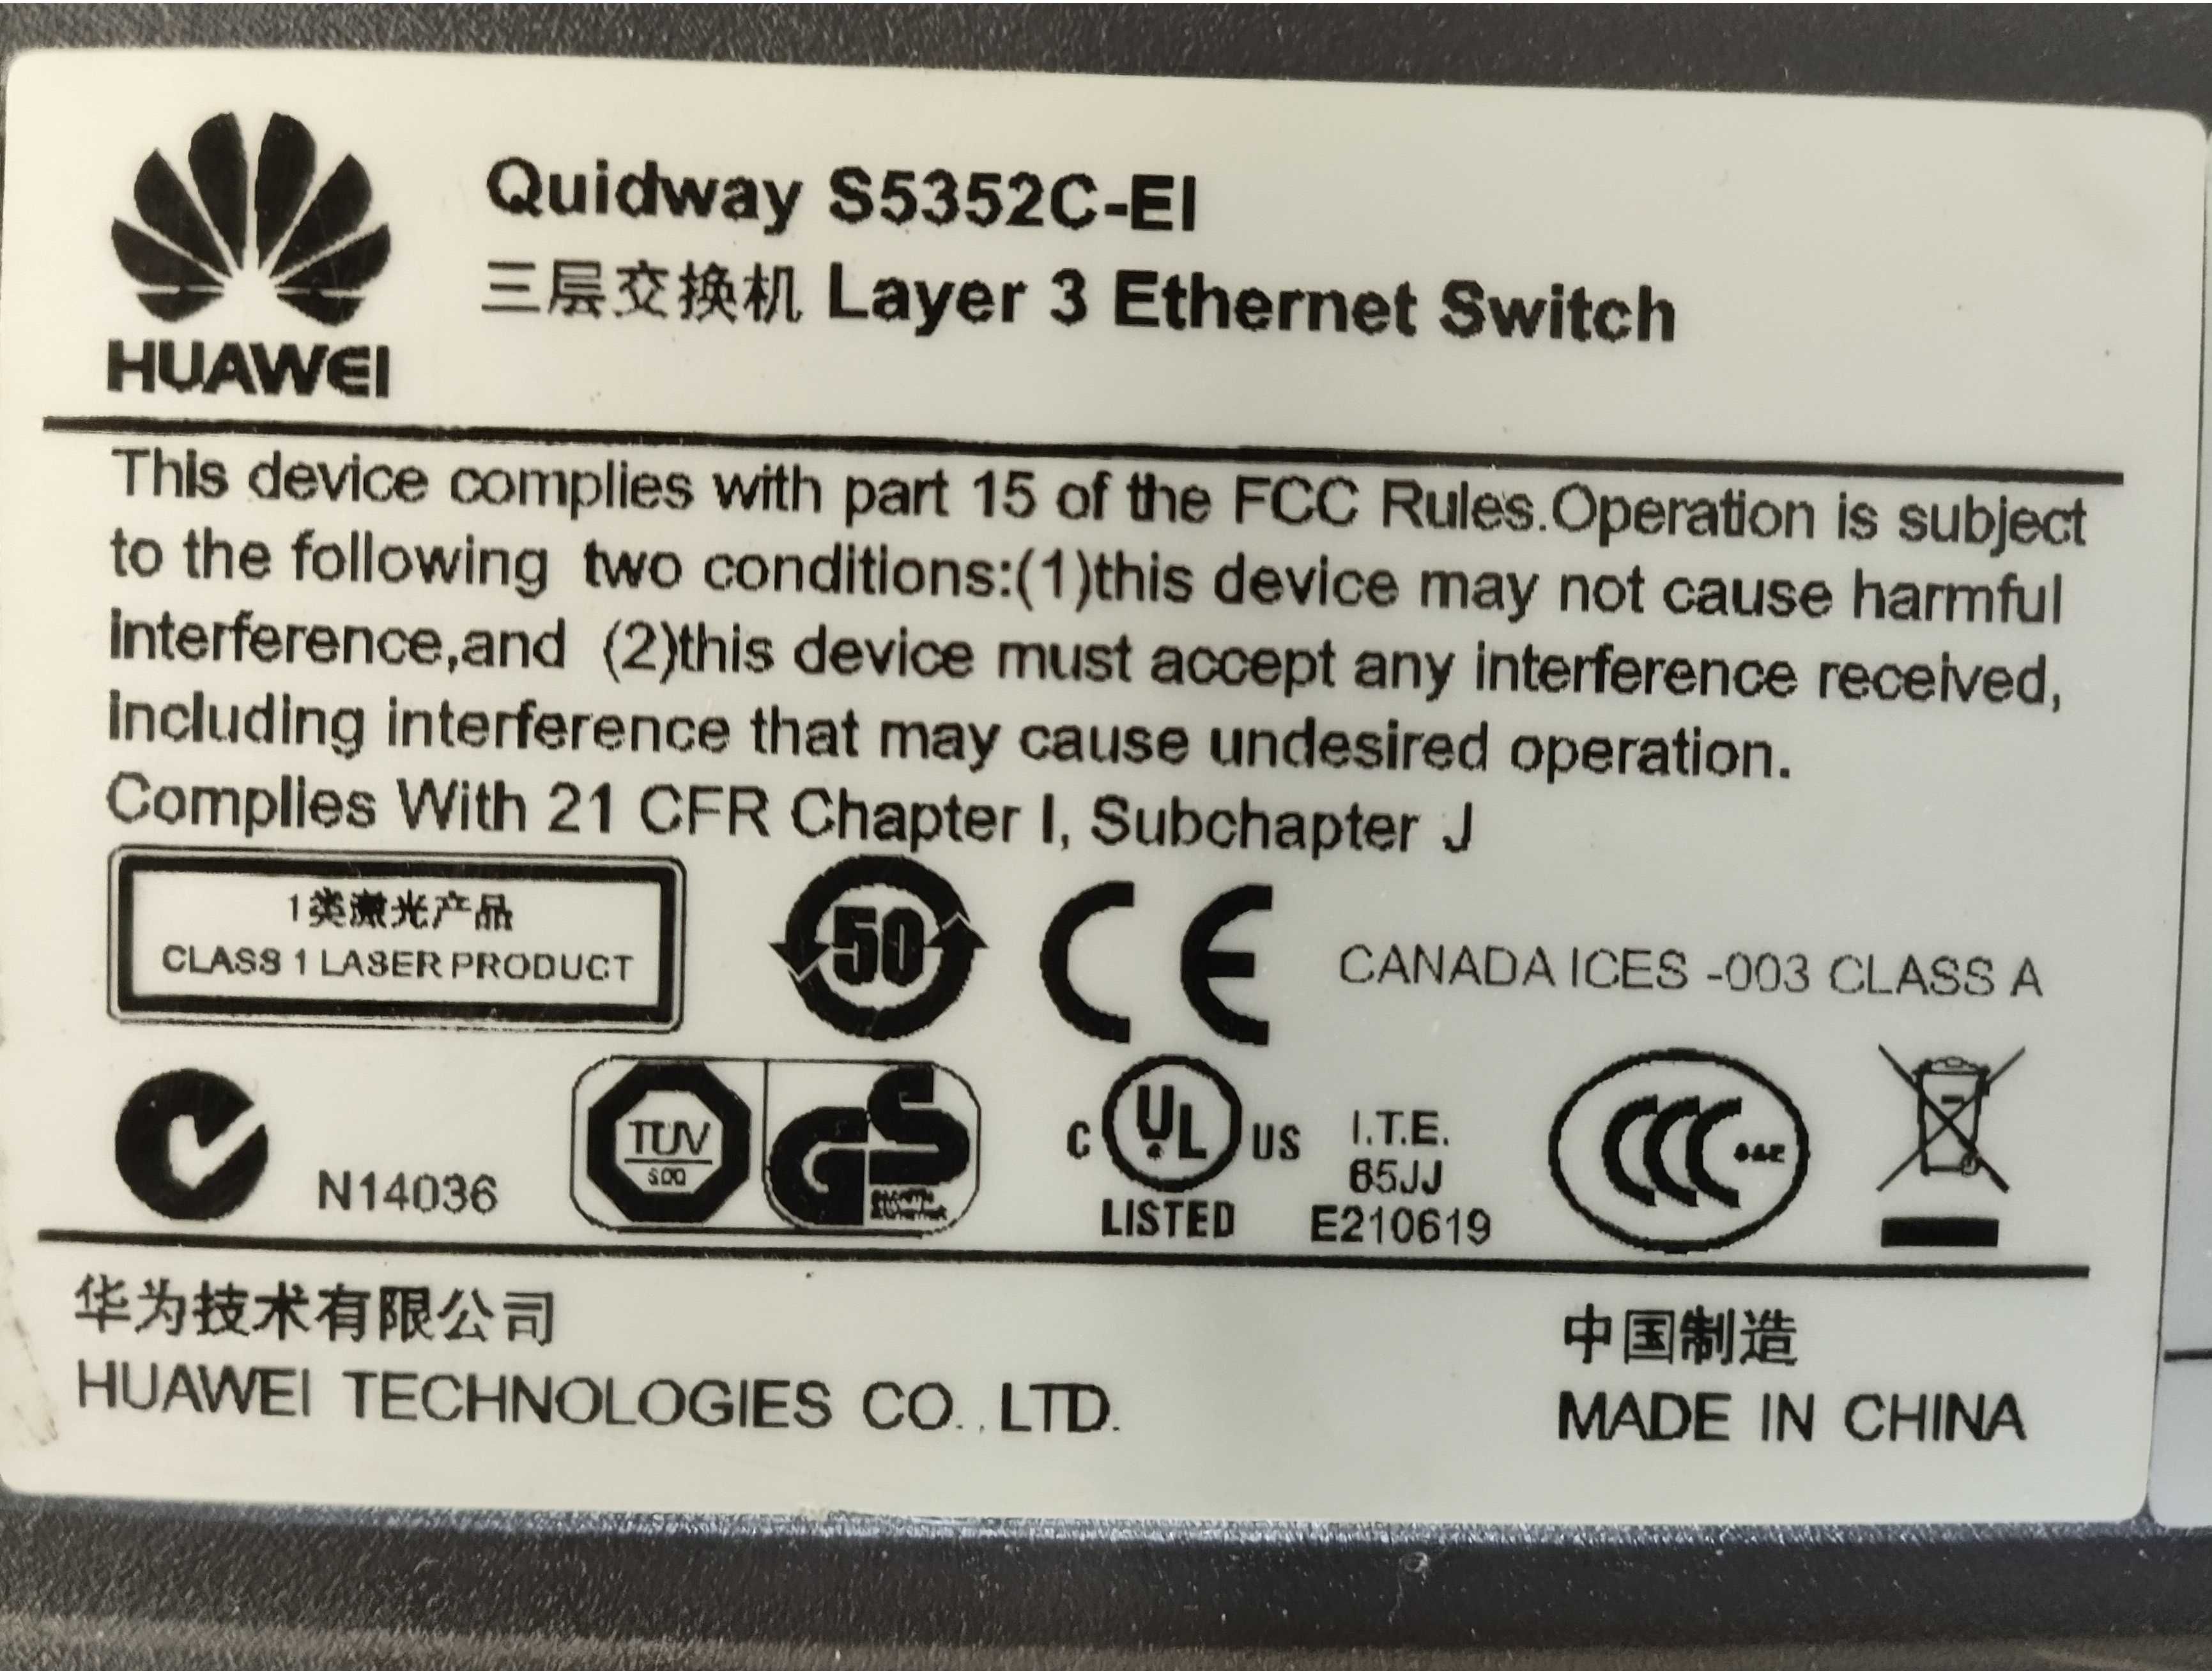 HUAWEI
Quidway S5352C-EI
三层交换机 Layer 3 Ethernet Switch
This device complies with part 15 of the FCC Rules.Operation is subject
to the following two conditions:(1)this device may not cause harmful
interference,and (2)this device must accept any interference received,
including interference that may cause undesired operation.
Complies With 21 CFR Chapter I, Subchapter J
1类激光产品
CLASS 1 LASER PRODUCT
50
CE
CANADA ICES -003 CLASS A
N14036
TÜV
GS
C UL US
LISTED
I.T.E.
65JJ
E210619
CCC
华为技术有限公司
HUAWEI TECHNOLOGIES CO.,LTD.
中国制造
MADE IN CHINA